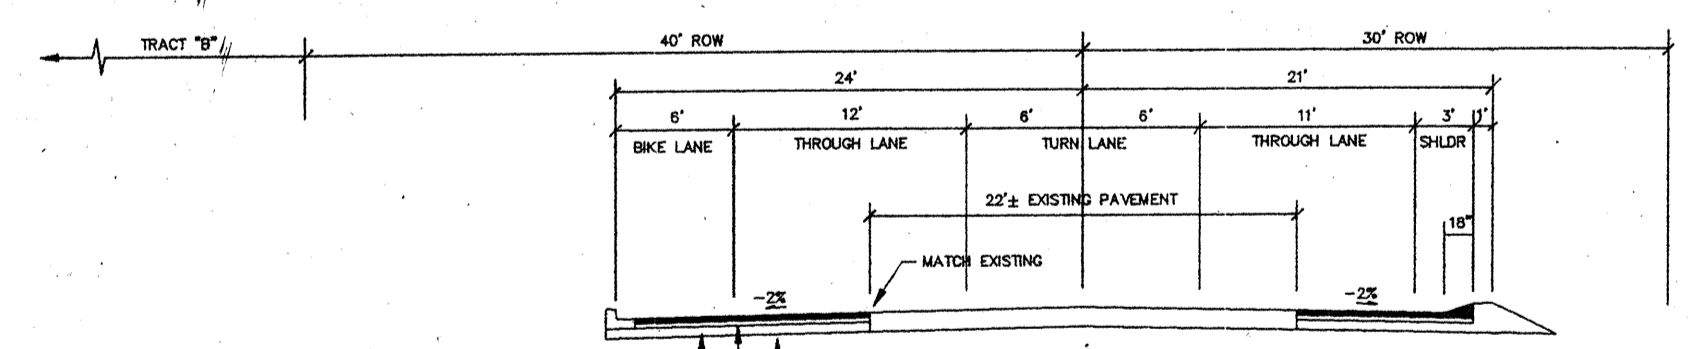 TRACT "B"
40' ROW
30' ROW
24'
21'
6'
12'
6'
6'
11'
3'
1'
BIKE LANE
THROUGH LANE
TURN LANE
THROUGH LANE
SHLDR
22'± EXISTING PAVEMENT
18"
MATCH EXISTING
-2%
-2%